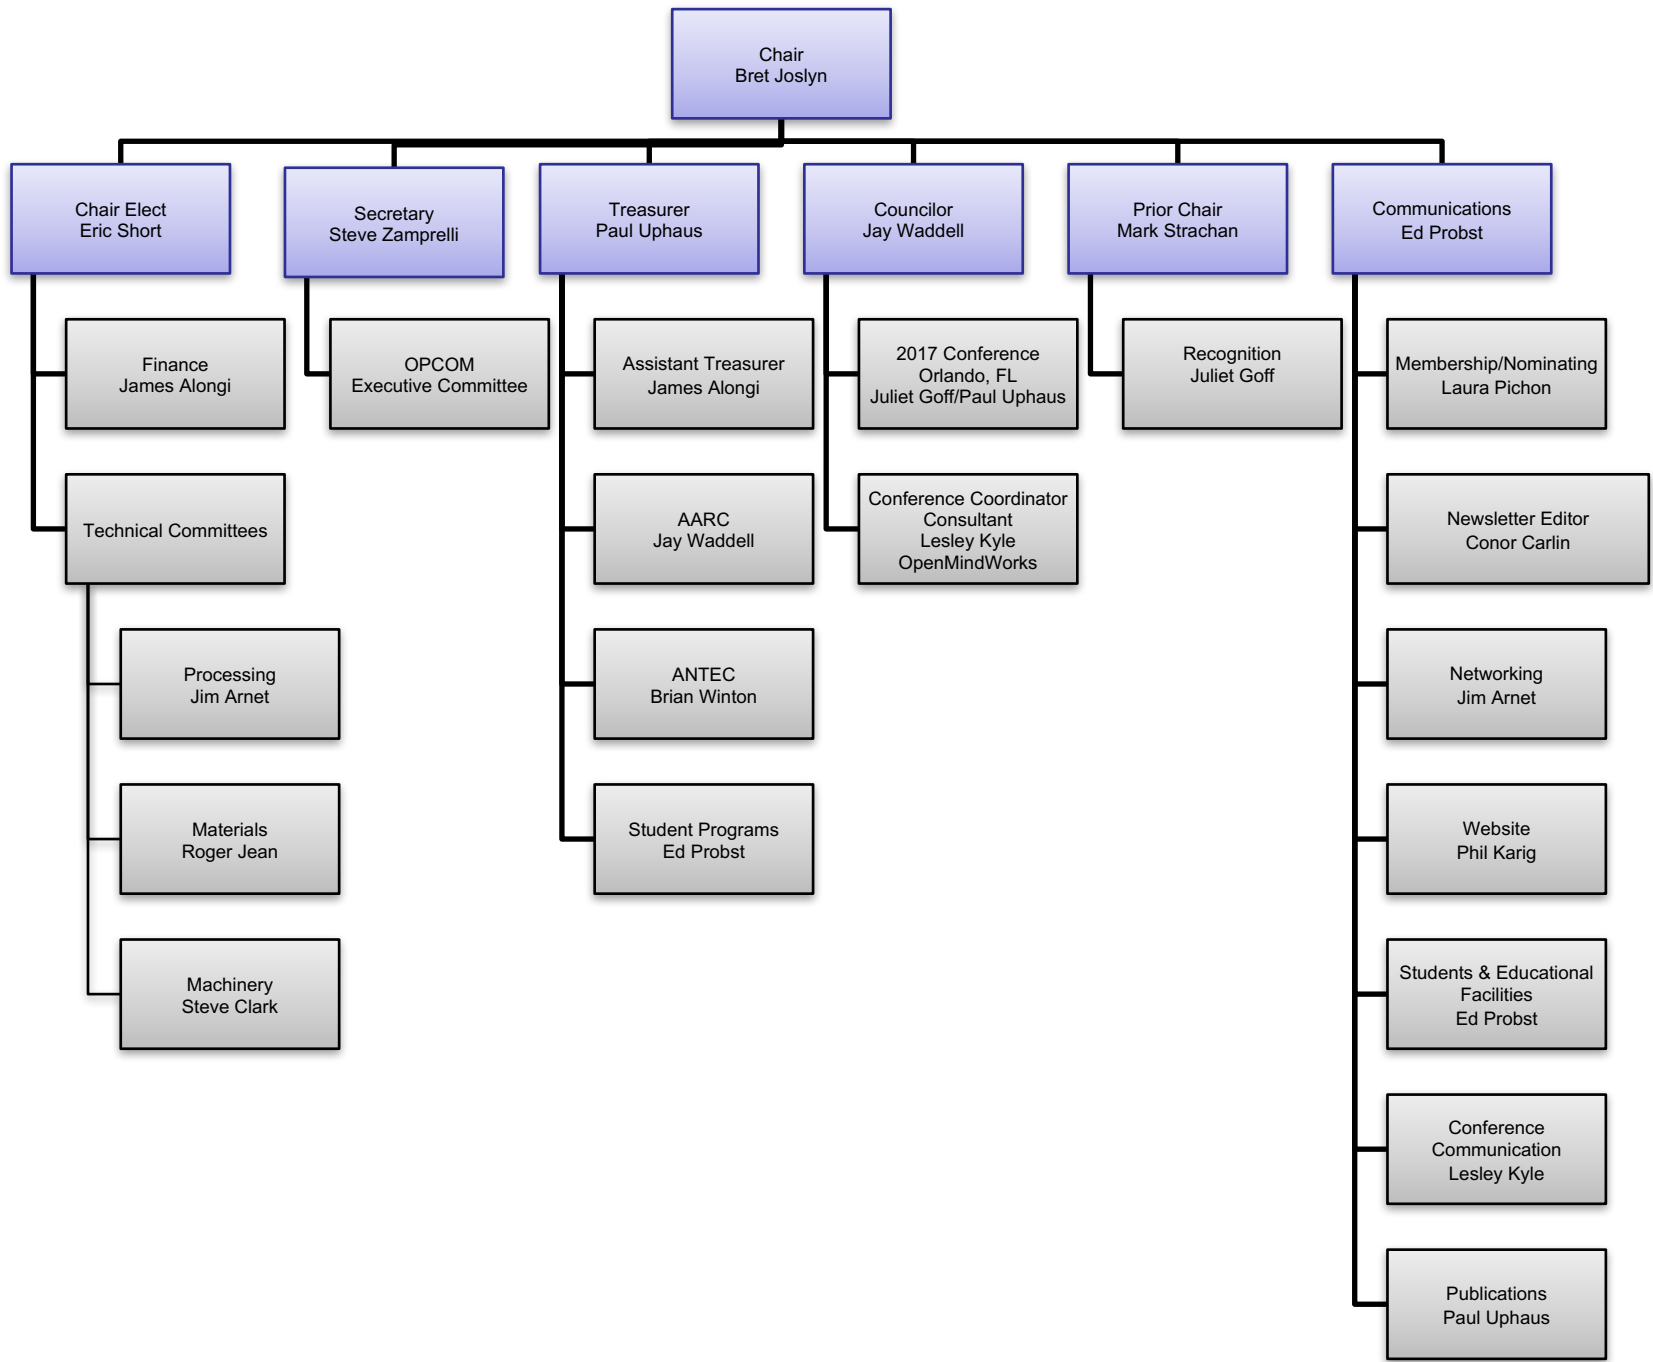 Chair
Bret Joslyn
Chair Elect
Eric Short
Secretary
Steve Zamprelli
Treasurer
Paul Uphaus
Councilor
Jay Waddell
Prior Chair
Mark Strachan
Communications
Ed Probst
Finance
James Alongi
OPCOM
Executive Committee
Assistant Treasurer
James Alongi
2017 Conference
Orlando, FL
Juliet Goff/Paul Uphaus
Recognition
Juliet Goff
Membership/Nominating
Laura Pichon
Technical Committees
AARC
Jay Waddell
Conference Coordinator
Consultant
Lesley Kyle
OpenMindWorks
Newsletter Editor
Conor Carlin
Processing
Jim Arnet
ANTEC
Brian Winton
Networking
Jim Arnet
Materials
Roger Jean
Student Programs
Ed Probst
Website
Phil Karig
Machinery
Steve Clark
Students & Educational
Facilities
Ed Probst
Conference
Communication
Lesley Kyle
Publications
Paul Uphaus